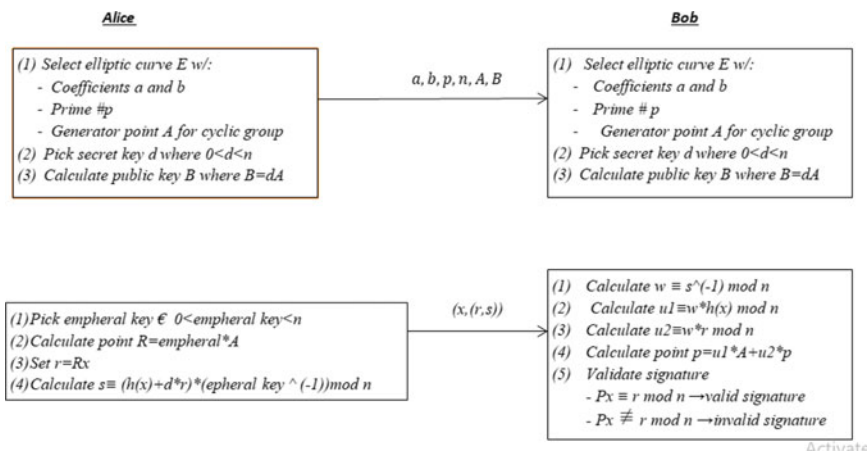 Alice
Bob
(1) Select elliptic curve E w/:
- Coefficients a and b
- Prime #p
- Generator point A for cyclic group
(2) Pick secret key d where 0<d<n
(3) Calculate public key B where B=dA
a, b, p, n, A, B
(1) Select elliptic curve E w/:
- Coefficients a and b
- Prime # p
- Generator point A for cyclic group
(2) Pick secret key d where 0<d<n
(3) Calculate public key B where B=dA
(1)Pick empheral key € 0<empheral key<n
(2)Calculate point R=empheral*A
(3)Set r=Rx
(4)Calculate s≡ (h(x)+d*r)*(epheral key ^ (-1))mod n
(x,(r,s))
(1) Calculate w ≡ s^(-1) mod n
(2) Calculate u1≡w*h(x) mod n
(3) Calculate u2≡w*r mod n
(4) Calculate point p=u1*A+u2*p
(5) Validate signature
- Px ≡ r mod n →valid signature
- Px ≢ r mod n →invalid signature
Activate